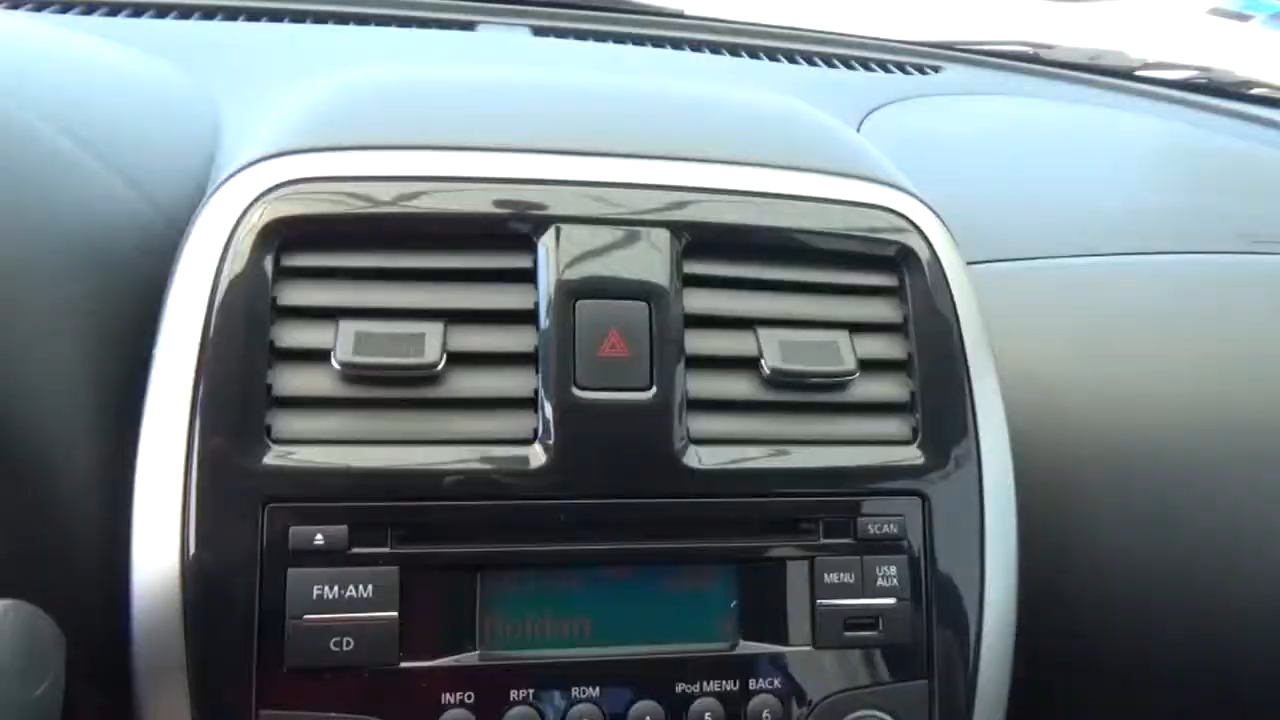 SCAN
FM·AM
MENU
USB
AUX
CD
INFO
RPT
RDM
iPod MENU
BACK
5
6